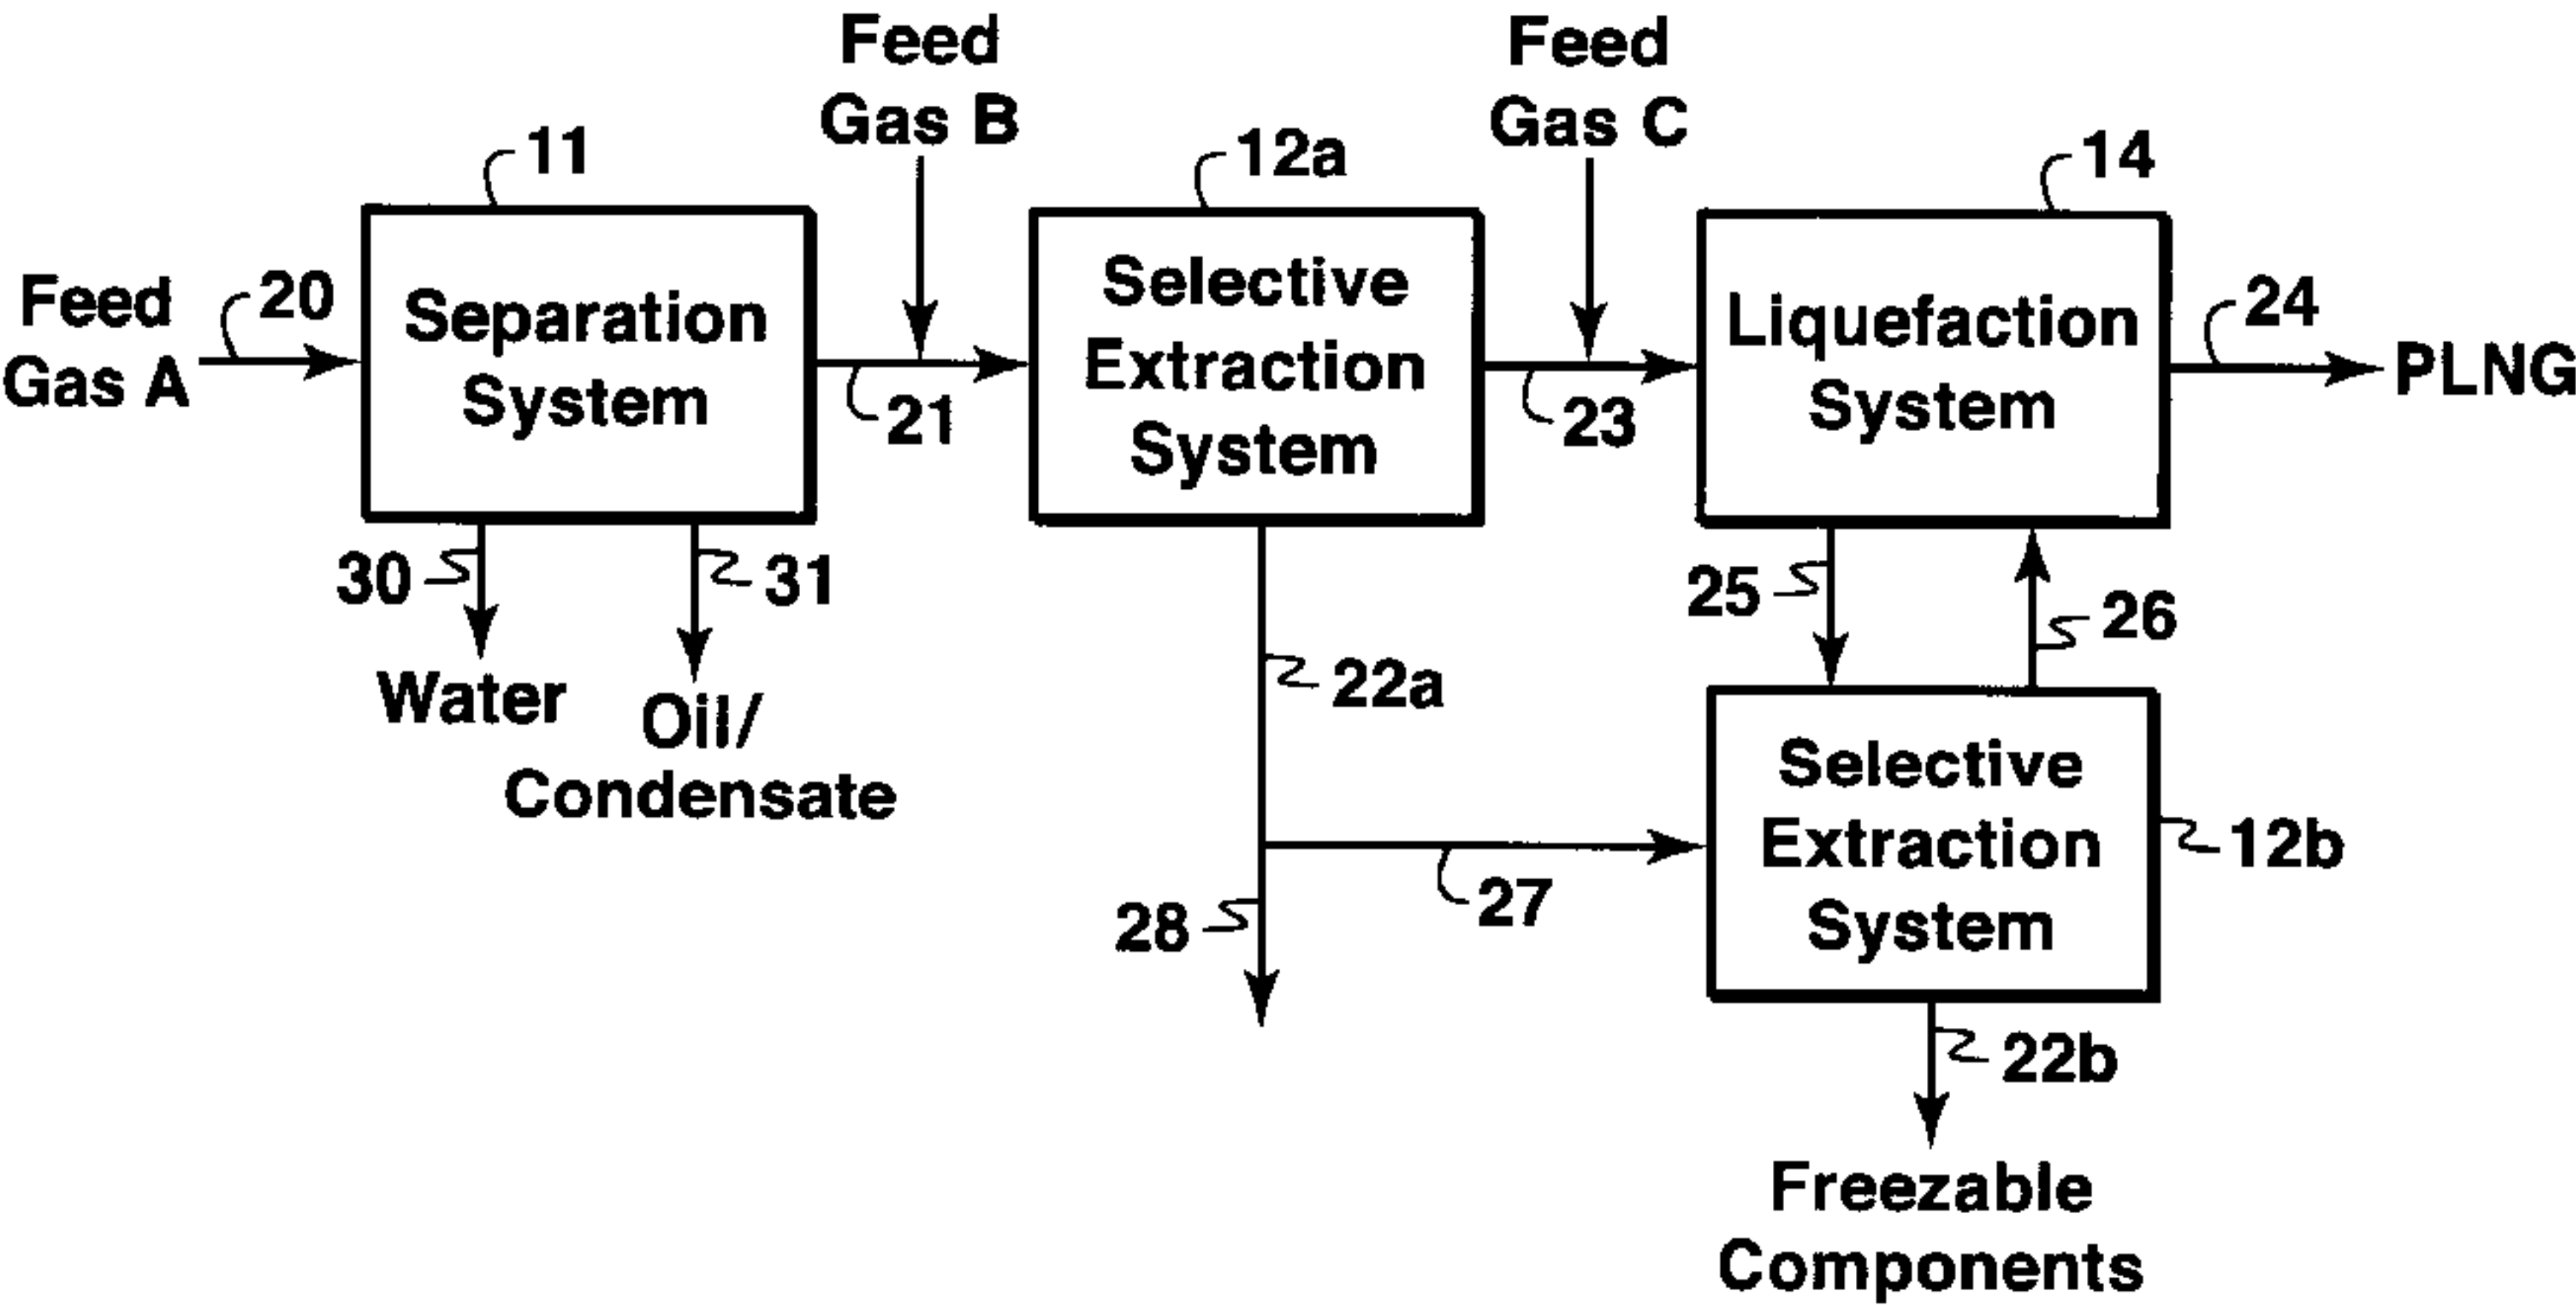 Feed
Gas B
Feed
Gas C
11
12a
14
Feed
Gas A
20
Separation
System
21
Selective
Extraction
System
23
Liquefaction
System
24
PLNG
30
31
Water
Oil/
Condensate
22a
25
26
27
28
Selective
Extraction
System
12b
22b
Freezable
Components